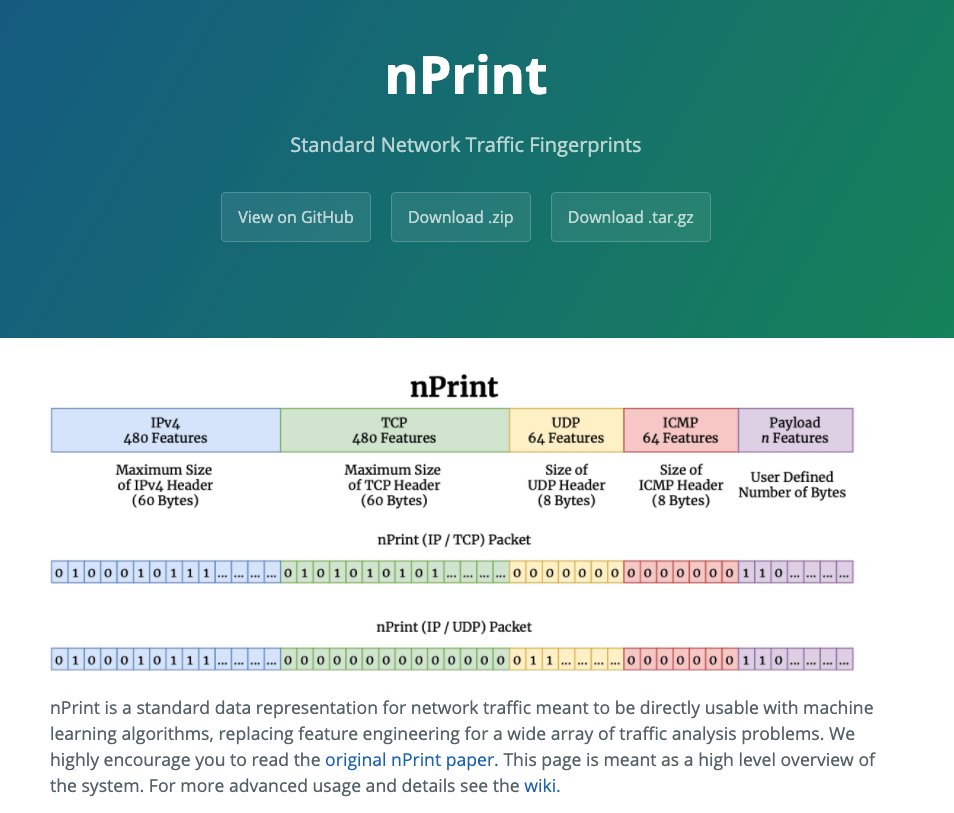 nPrint
Standard Network Traffic Fingerprints
View on GitHub
Download .zip
Download .tar.gz
nPrint
IPv4
480 Features
TCP
480 Features
UDP
64 Features
ICMP
64 Features
Payload
n Features
Maximum Size
of IPv4 Header
(60 Bytes)
Maximum Size
of TCP Header
(60 Bytes)
Size of
UDP Header
(8 Bytes)
Size of
ICMP Header
(8 Bytes)
User Defined
Number of Bytes
nPrint (IP / TCP) Packet
0 1 0 0 0 1 0 1 1 1 ... ... ... ... 0 1 0 1 0 1 0 1 0 1 ... ... ... ... 0 0 0 0 0 0 0 0 0 0 0 0 0 0 1 1 0 ... ... ... ...
nPrint (IP / UDP) Packet
0 1 0 0 0 1 0 1 1 1 ... ... ... ... 0 0 0 0 0 0 0 0 0 0 0 0 0 0 0 1 1 ... ... ... ... 0 0 0 0 0 0 0 1 1 0 ... ... ... ...
nPrint is a standard data representation for network traffic meant to be directly usable with machine
learning algorithms, replacing feature engineering for a wide array of traffic analysis problems. We
highly encourage you to read the original nPrint paper. This page is meant as a high level overview of
the system. For more advanced usage and details see the wiki.